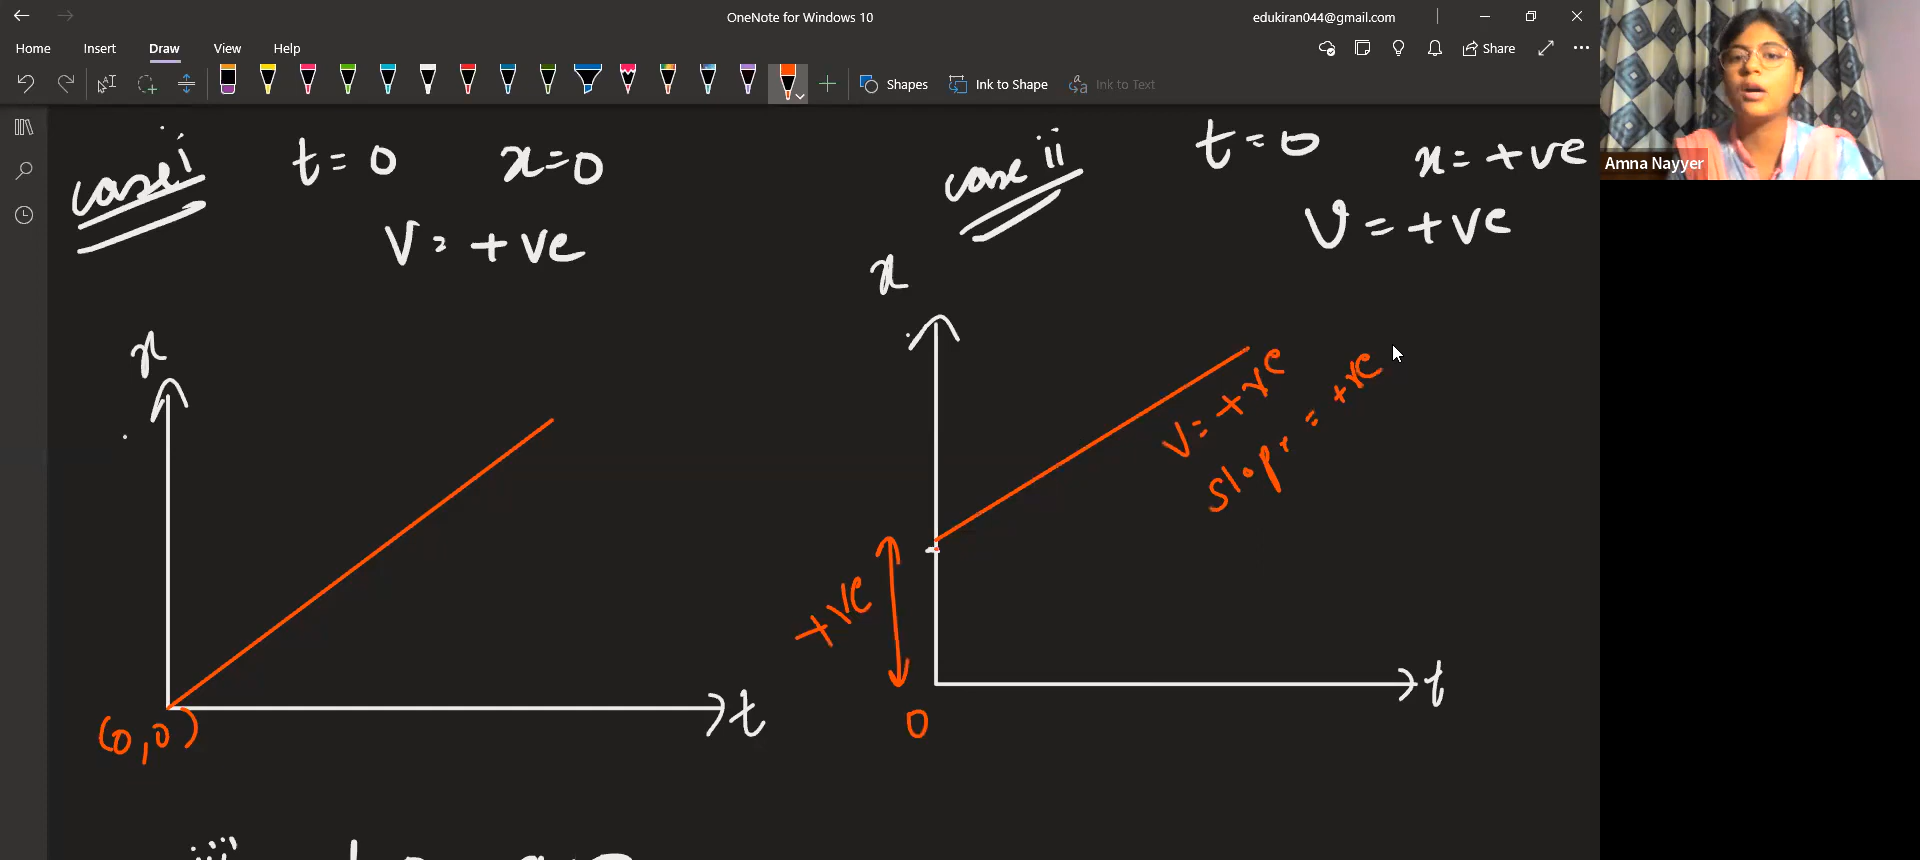 OneNote for Windows 10
edukiran044@gmail.com
Home Insert Draw View Help
Share
Shapes Ink to Shape Ink to Text
Amna Nayyer
case i t = 0 x = 0
V = +ve
case ii t = 0 x = +ve
V = +ve
x
t
(0,0)
x
V = +ve
slope = +ve
+ve
0
t
iii